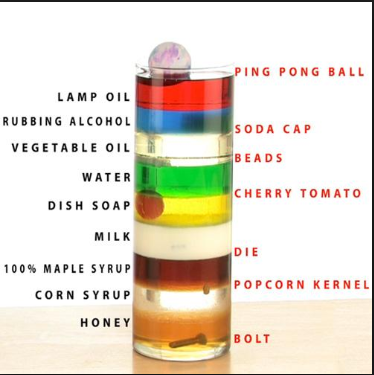 PING PONG BALL
LAMP OIL
RUBBING ALCOHOL
SODA CAP
VEGETABLE OIL
BEADS
WATER
CHERRY TOMATO
DISH SOAP
MILK
DIE
100% MAPLE SYRUP
POPCORN KERNEL
CORN SYRUP
HONEY
BOLT